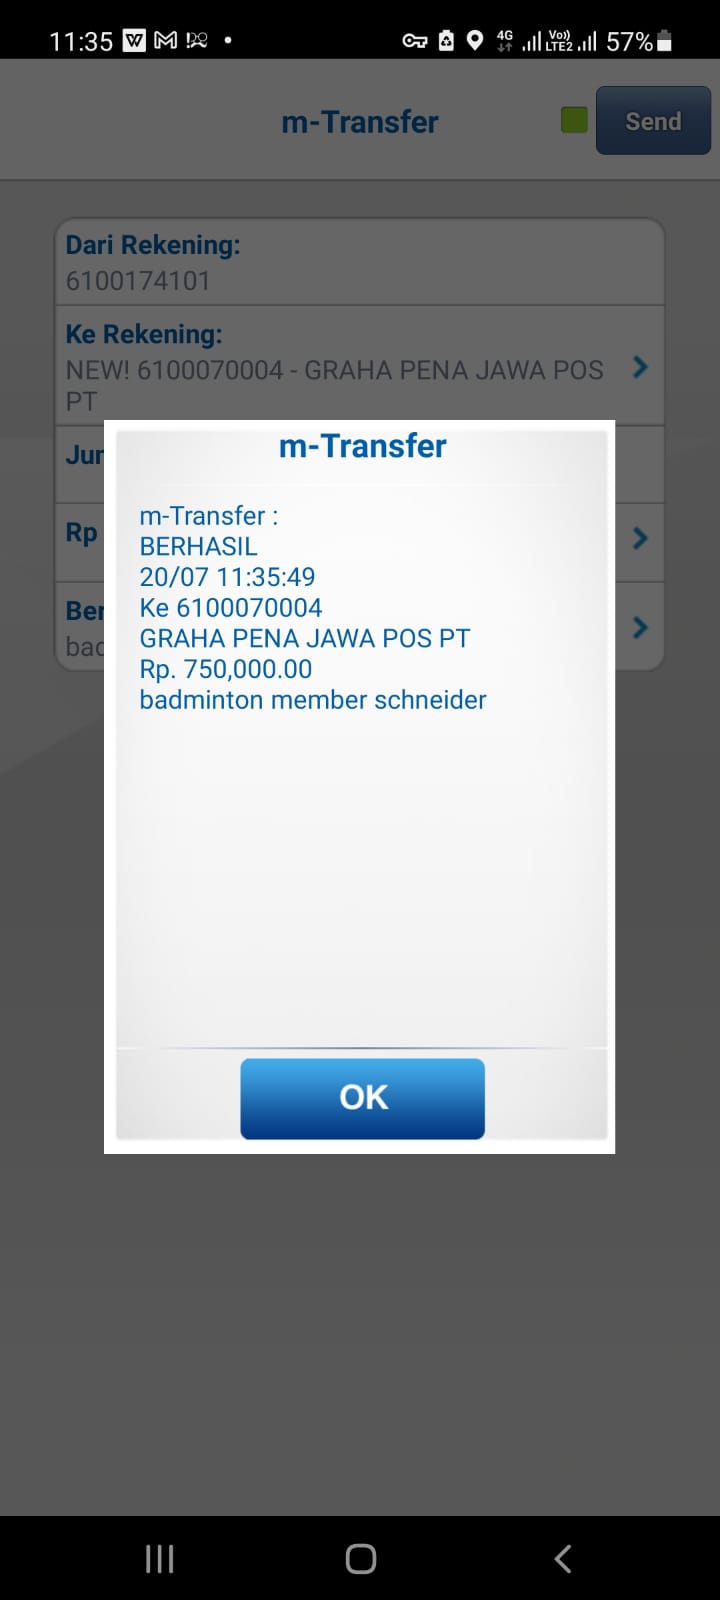 11:35
4G
Vo))
LTE2
57%
m-Transfer
Send
Dari Rekening:
6100174101
Ke Rekening:
NEW! 6100070004 - GRAHA PENA JAWA POS
PT
Jur
Rp
Ber
bad
m-Transfer
m-Transfer :
BERHASIL
20/07 11:35:49
Ke 6100070004
GRAHA PENA JAWA POS PT
Rp. 750,000.00
badminton member schneider
OK